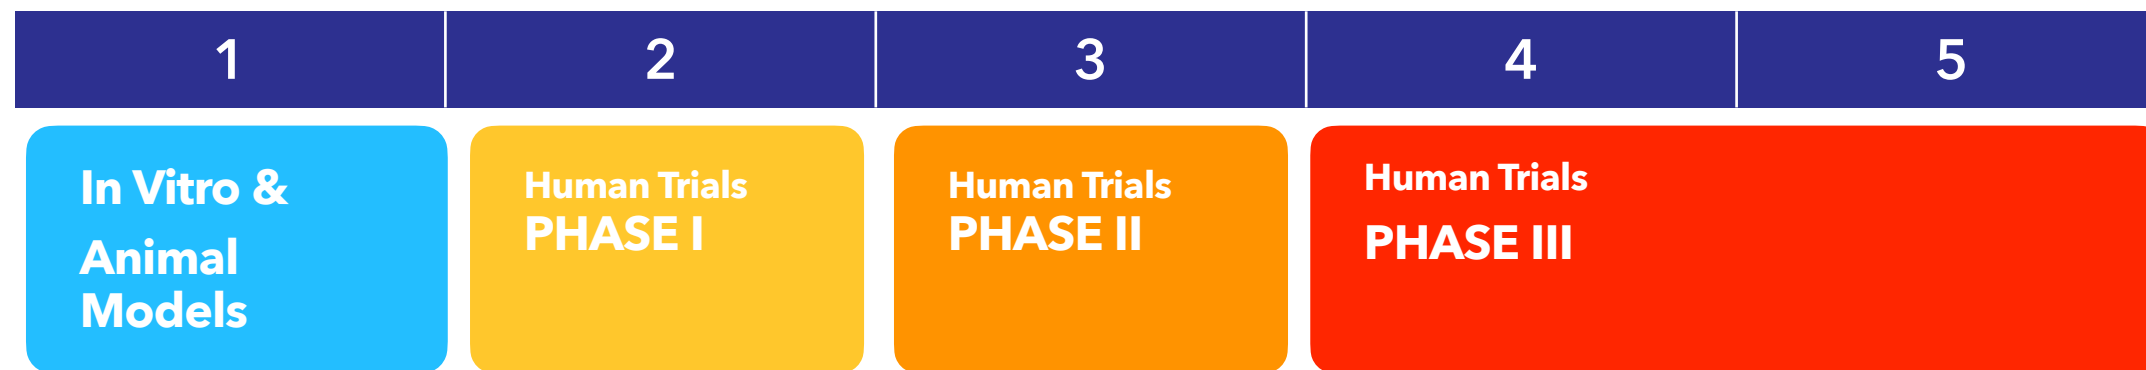 1 2 3 4 5
In Vitro &
Animal
Models
Human Trials
PHASE I
Human Trials
PHASE II
Human Trials
PHASE III